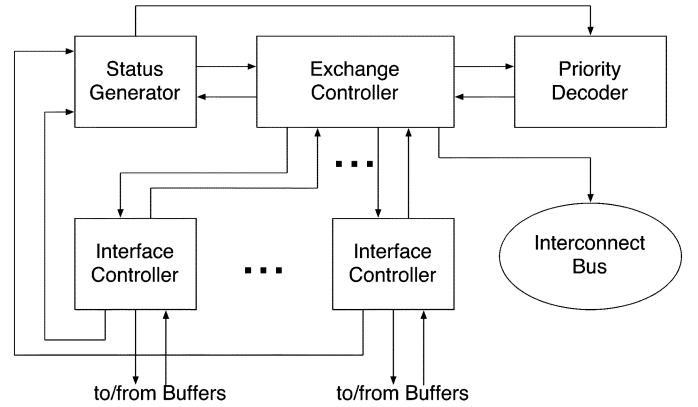 Status
Generator
Exchange
Controller
Priority
Decoder
Interface
Controller
Interface
Controller
Interconnect
Bus
to/from Buffers
to/from Buffers